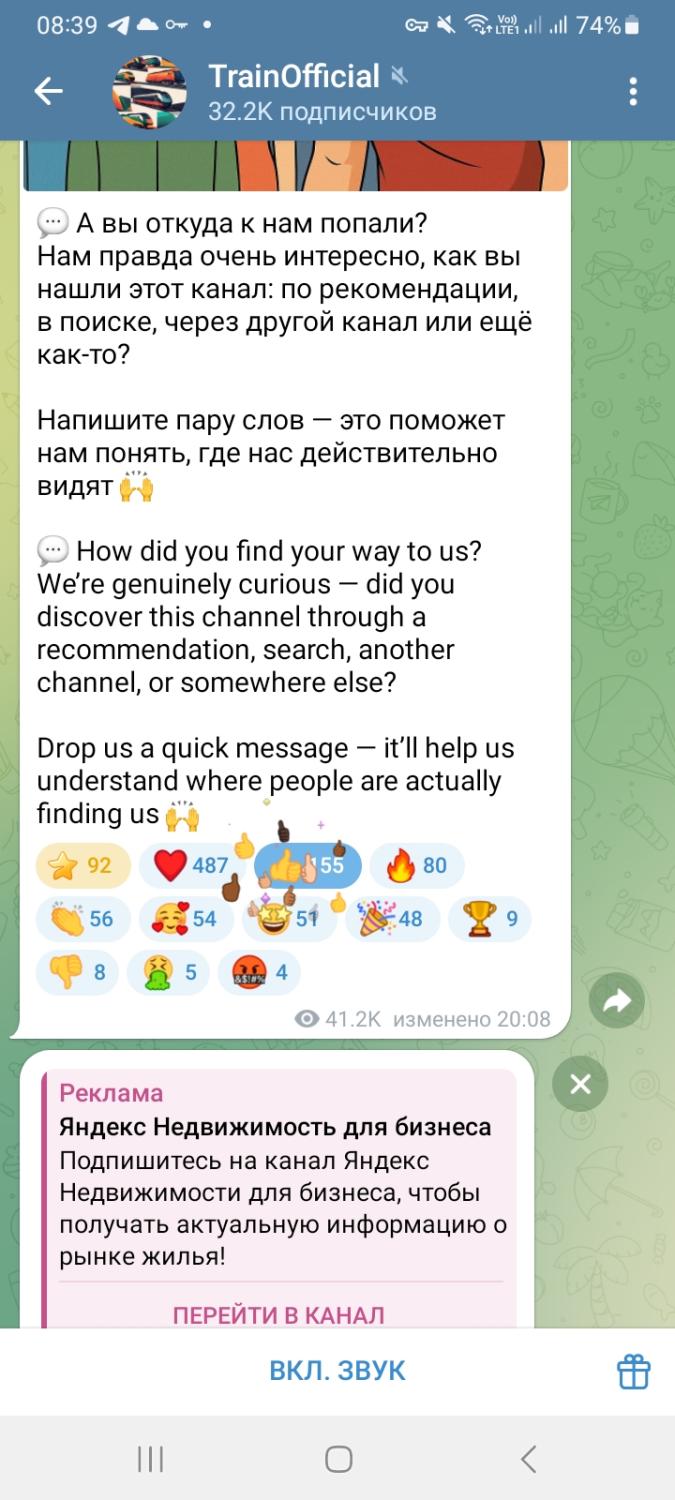 08:39
Vo))
LTE1
74%
TrainOfficial
32.2K подписчиков
💬 А вы откуда к нам попали?
Нам правда очень интересно, как вы
нашли этот канал: по рекомендации,
в поиске, через другой канал или ещё
как-то?
Напишите пару слов — это поможет
нам понять, где нас действительно
видят 🙌
💬 How did you find your way to us?
We’re genuinely curious — did you
discover this channel through a
recommendation, search, another
channel, or somewhere else?
Drop us a quick message — it’ll help us
understand where people are actually
finding us 🙌
⭐ 92 ❤️ 487 👍 155 🔥 80
👏 56 🥰 54 🤩 51 🎉 48 🏆 9
👎 8 🤮 5 🤬 4
41.2K изменено 20:08
Реклама
Яндекс Недвижимость для бизнеса
Подпишитесь на канал Яндекс
Недвижимости для бизнеса, чтобы
получать актуальную информацию о
рынке жилья!
ПЕРЕЙТИ В КАНАЛ
ВКЛ. ЗВУК